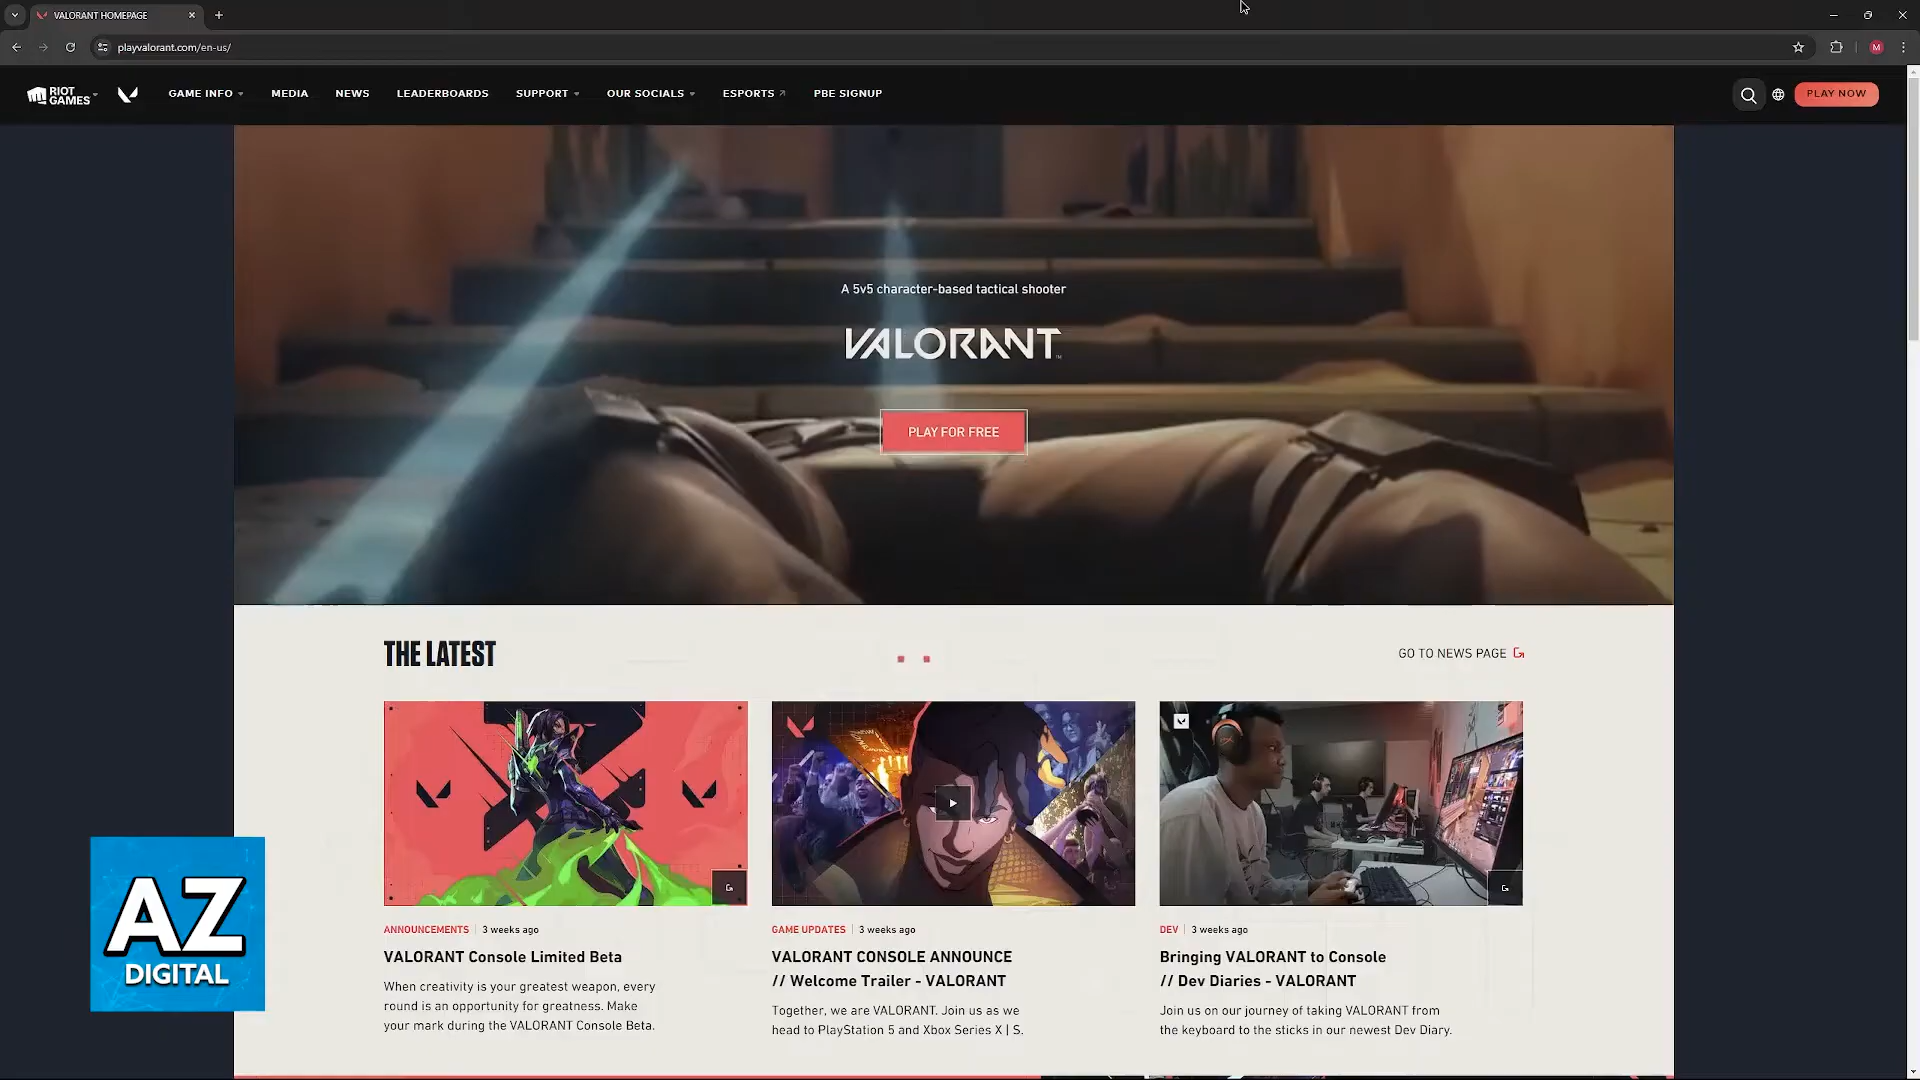 VALORANT HOMEPAGE
playvalorant.com/en-us/
M
RIOT GAMES
GAME INFO
MEDIA
NEWS
LEADERBOARDS
SUPPORT
OUR SOCIALS
ESPORTS
PBE SIGNUP
PLAY NOW
A 5v5 character-based tactical shooter
VALORANT
PLAY FOR FREE
THE LATEST
GO TO NEWS PAGE
ANNOUNCEMENTS | 3 weeks ago
VALORANT Console Limited Beta
When creativity is your greatest weapon, every
round is an opportunity for greatness. Make
your mark during the VALORANT Console Beta.
GAME UPDATES | 3 weeks ago
VALORANT CONSOLE ANNOUNCE
// Welcome Trailer - VALORANT
Together, we are VALORANT. Join us as we
head to PlayStation 5 and Xbox Series X | S.
DEV | 3 weeks ago
Bringing VALORANT to Console
// Dev Diaries - VALORANT
Join us on our journey of taking VALORANT from
the keyboard to the sticks in our newest Dev Diary.
AZ
DIGITAL